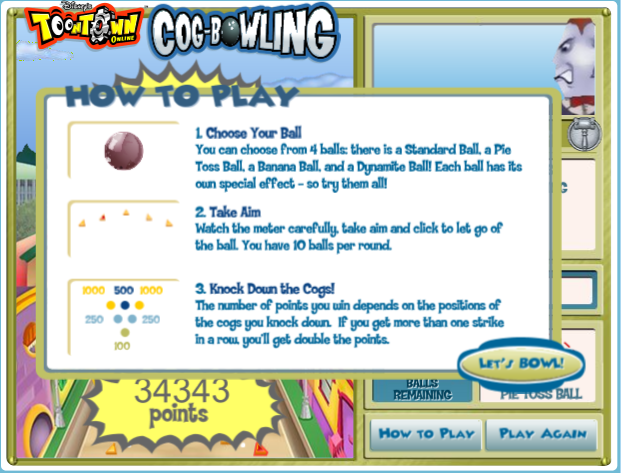 Disney's
TOONTOWN
ONLINE
COG-BOWLING
HOW TO PLAY
1. Choose Your Ball
You can choose from 4 balls: there is a Standard Ball, a Pie
Toss Ball, a Banana Ball, and a Dynamite Ball! Each ball has its
own special effect - so try them all!
2. Take Aim
Watch the meter carefully, take aim and click to let go of
the ball. You have 10 balls per round.
1000 500 1000
250 250
100
3. Knock Down the Cogs!
The number of points you win depends on the positions of
the cogs you knock down. If you get more than one strike
in a row, you'll get double the points.
LET'S BOWL!
34343
points
BALLS
REMAINING
PIE TOSS BALL
HOW TO PLAY
PLAY AGAIN